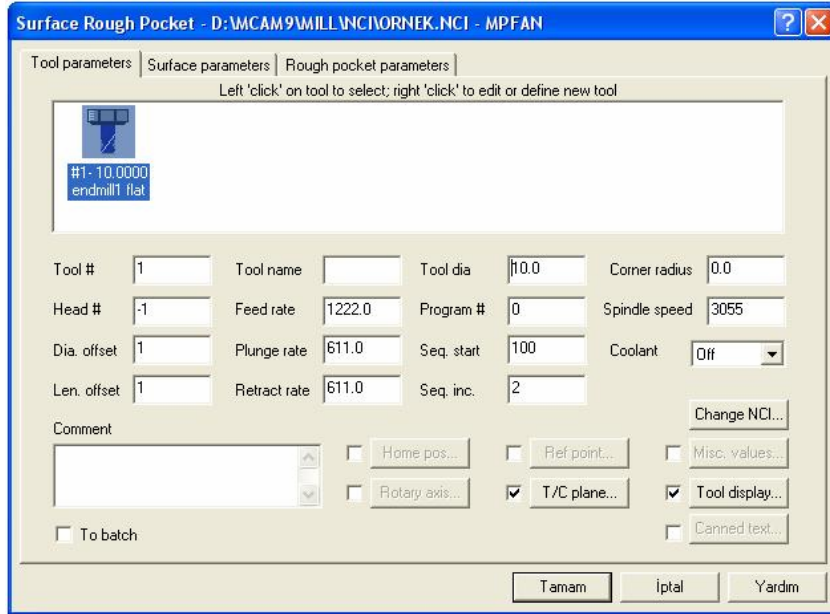 Surface Rough Pocket - D:\MCAM9\MILL\NCI\ORNEK.NCI - MPFAN
Tool parameters Surface parameters Rough pocket parameters
Left 'click' on tool to select; right 'click' to edit or define new tool
#1- 10.0000
endmill1 flat
Tool # 1 Tool name Tool dia 10.0 Corner radius 0.0
Head # -1 Feed rate 1222.0 Program # 0 Spindle speed 3055
Dia. offset 1 Plunge rate 611.0 Seq. start 100 Coolant Off
Len. offset 1 Retract rate 611.0 Seq. inc. 2
Change NCI...
Comment
Home pos... Ref point... Misc. values...
Rotary axis... T/C plane... Tool display...
To batch Canned text...
Tamam İptal Yardım